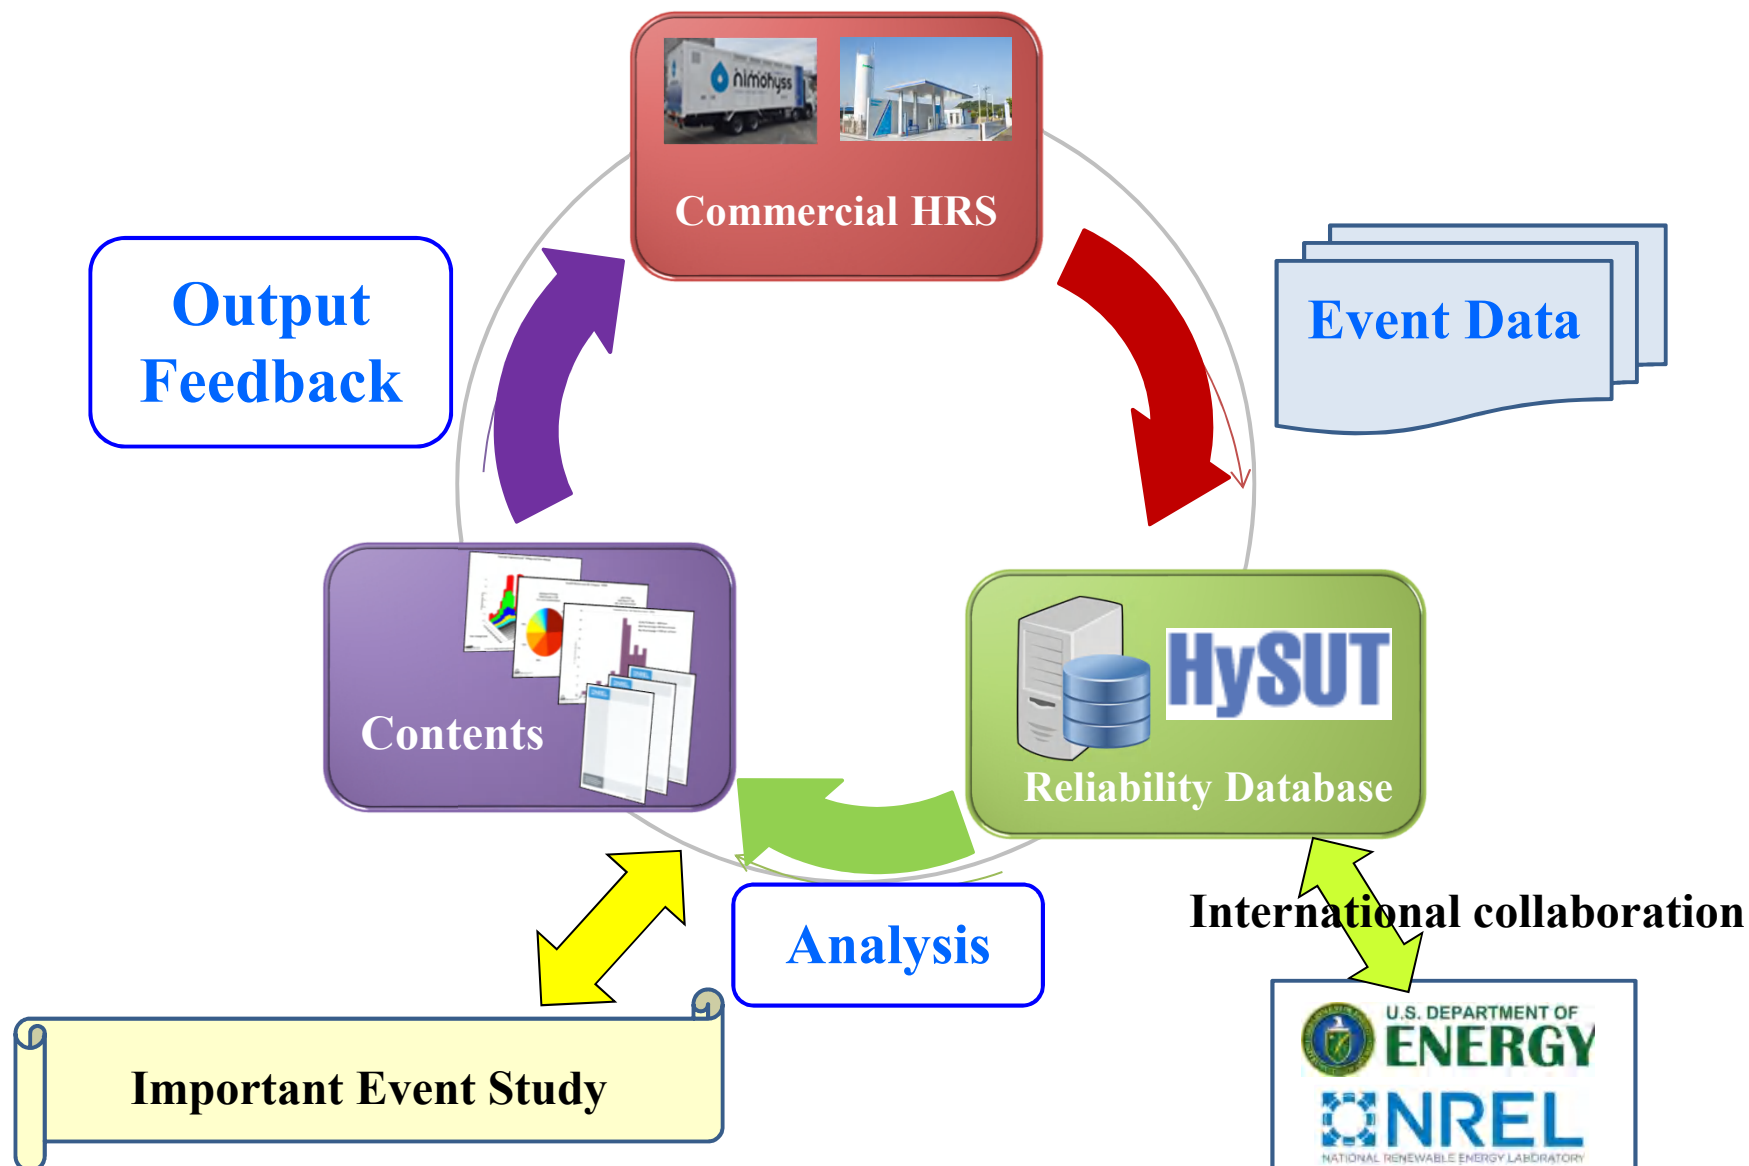 nimohyss
Commercial HRS
Output
Feedback
Event Data
Contents
HySUT
Reliability Database
International collaboration
Analysis
Important Event Study
U.S. DEPARTMENT OF
ENERGY
NREL
NATIONAL RENEWABLE ENERGY LABORATORY